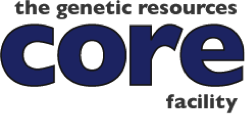 the genetic resources
core
facility